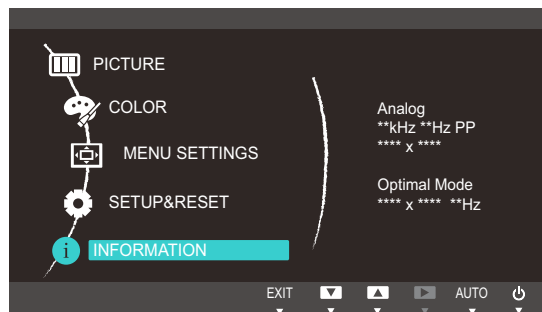 PICTURE
COLOR
MENU SETTINGS
SETUP&RESET
i INFORMATION
Analog
**kHz **Hz PP
**** x ****
Optimal Mode
**** x **** **Hz
EXIT AUTO